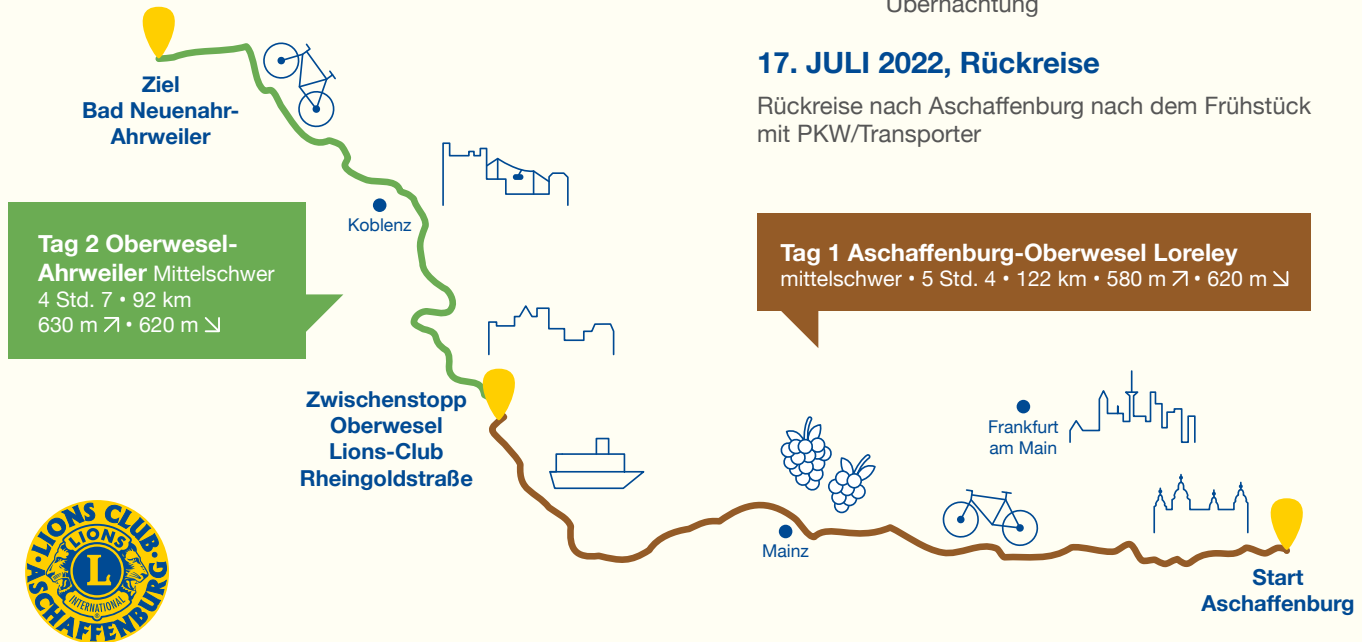 Übernachtung
17. JULI 2022, Rückreise
Rückreise nach Aschaffenburg nach dem Frühstück
mit PKW/Transporter
Ziel
Bad Neuenahr-
Ahrweiler
Koblenz
Tag 2 Oberwesel-
Ahrweiler Mittelschwer
4 Std. 7 • 92 km
630 m ↗ • 620 m ↘
Tag 1 Aschaffenburg-Oberwesel Loreley
mittelschwer • 5 Std. 4 • 122 km • 580 m ↗ • 620 m ↘
Zwischenstopp
Oberwesel
Lions-Club
Rheingoldstraße
Frankfurt
am Main
Mainz
Start
Aschaffenburg
LIONS CLUB
ASCHAFFENBURG
LIONS
L
INTERNATIONAL